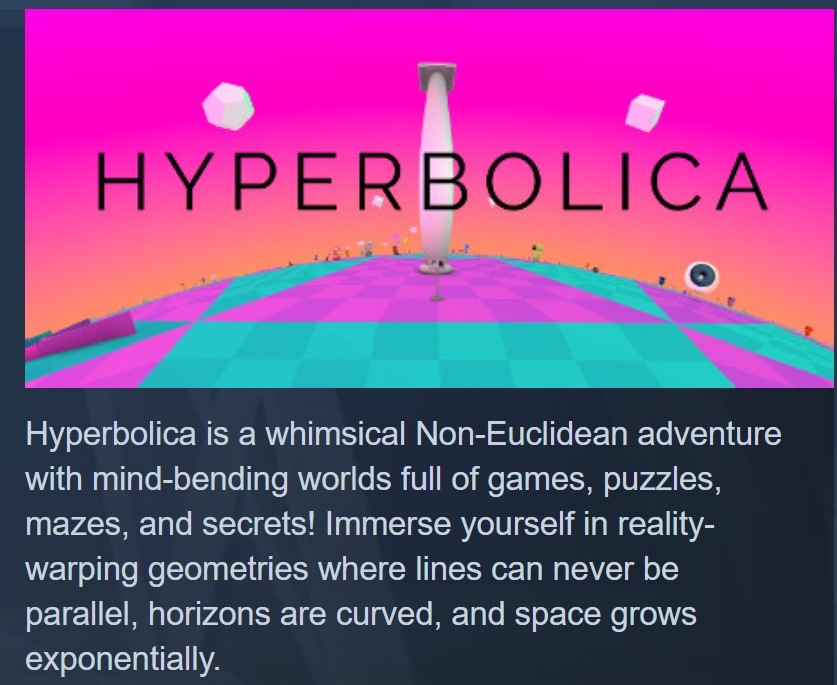 HYPERBOLICA
Hyperbolica is a whimsical Non-Euclidean adventure
with mind-bending worlds full of games, puzzles,
mazes, and secrets! Immerse yourself in reality-
warping geometries where lines can never be
parallel, horizons are curved, and space grows
exponentially.